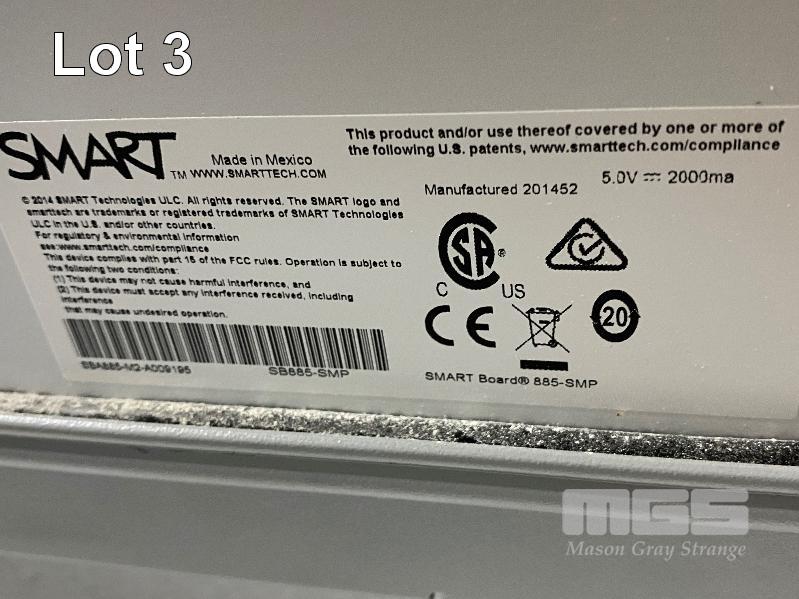 Lot 3
SMART TM
Made in Mexico
WWW.SMARTTECH.COM
This product and/or use thereof covered by one or more of
the following U.S. patents, www.smarttech.com/compliance
Manufactured 201452
5.0V ⎓ 2000ma
© 2014 SMART Technologies ULC. All rights reserved. The SMART logo and
smarttech are trademarks or registered trademarks of SMART Technologies
ULC in the U.S. and/or other countries.
For regulatory & environmental information
see:www.smarttech/compliance
This device complies with part 15 of the FCC rules. Operation is subject to
the following two conditions:
(1) This device may not cause harmful interference, and
(2) This device must accept any interference received, including
interference
that may cause undesired operation.
SBA885-M2-A009195
SB885-SMP
C SA ® US
CE
20
SMART Board® 885-SMP
MGS
Mason Gray Strange